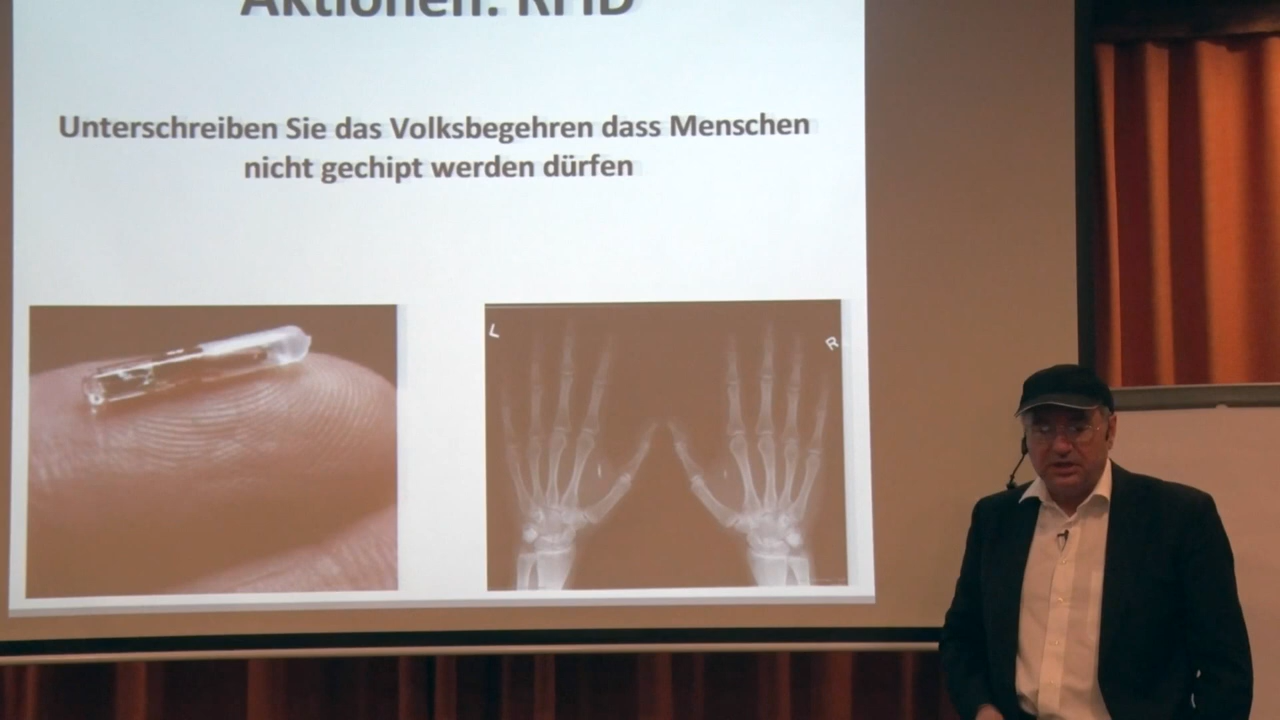 Aktionen: RFID
Unterschreiben Sie das Volksbegehren dass Menschen
nicht gechipt werden dürfen
L
R